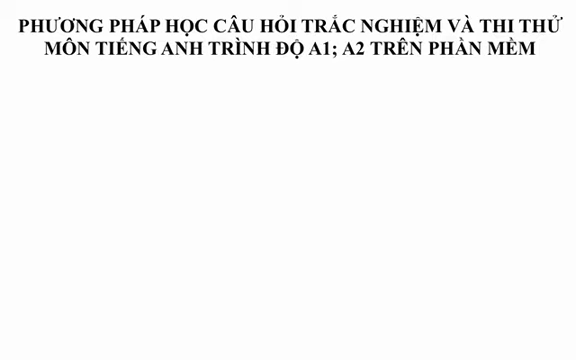 PHƯƠNG PHÁP HỌC CÂU HỎI TRẮC NGHIỆM VÀ THI THỬ
MÔN TIẾNG ANH TRÌNH ĐỘ A1; A2 TRÊN PHẦN MỀM